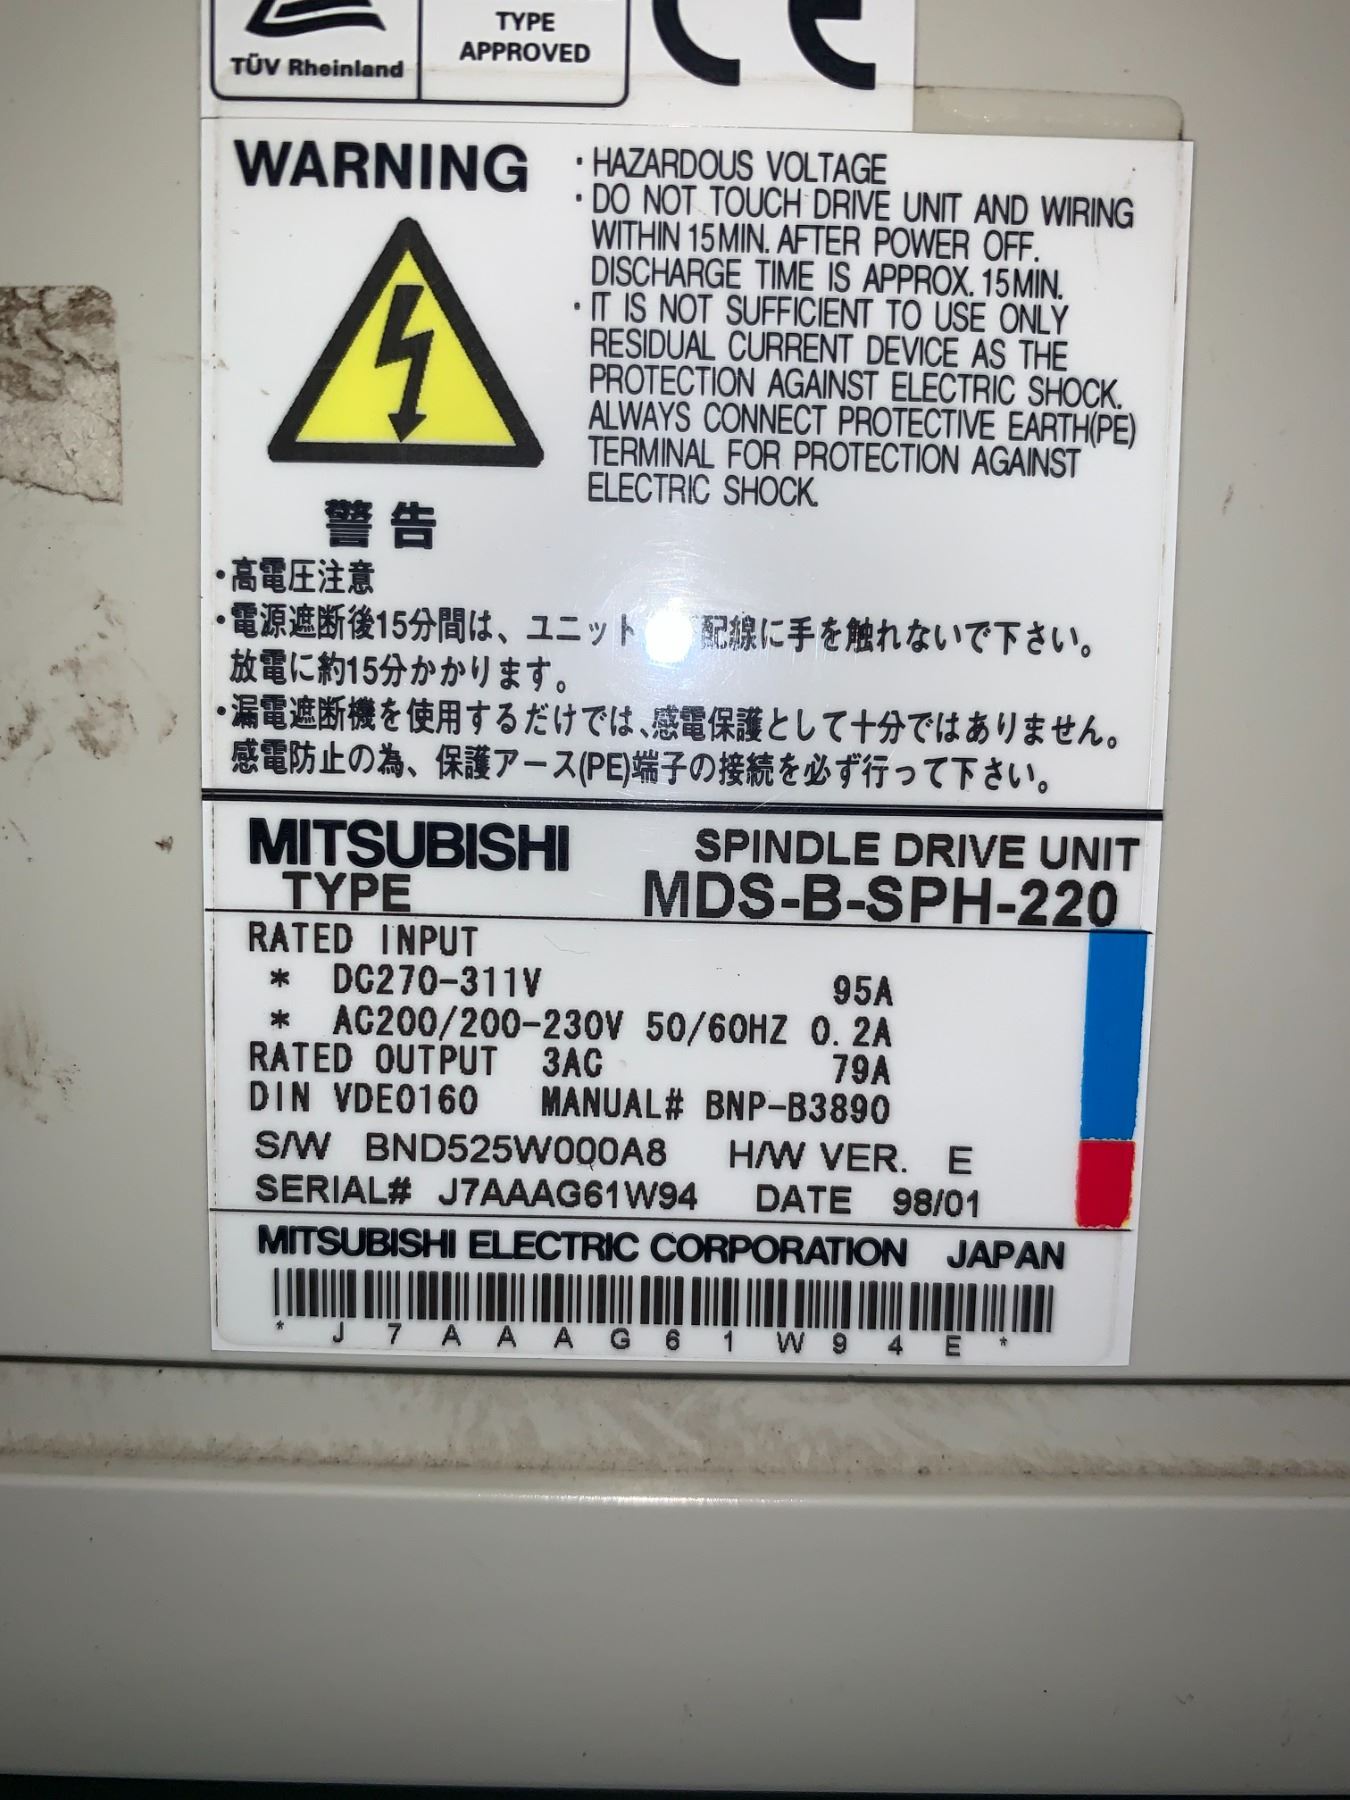 TÜV Rheinland
TYPE
APPROVED
CE
WARNING
・HAZARDOUS VOLTAGE
・DO NOT TOUCH DRIVE UNIT AND WIRING
WITHIN 15MIN. AFTER POWER OFF.
DISCHARGE TIME IS APPROX. 15MIN.
・IT IS NOT SUFFICIENT TO USE ONLY
RESIDUAL CURRENT DEVICE AS THE
PROTECTION AGAINST ELECTRIC SHOCK.
ALWAYS CONNECT PROTECTIVE EARTH(PE)
TERMINAL FOR PROTECTION AGAINST
ELECTRIC SHOCK.
警告
・高電圧注意
・電源遮断後15分間は、ユニット 配線に手を触れないで下さい。
放電に約15分かかります。
・漏電遮断機を使用するだけでは、感電保護として十分ではありません。
感電防止の為、保護アース(PE)端子の接続を必ず行って下さい。
MITSUBISHI SPINDLE DRIVE UNIT
TYPE MDS-B-SPH-220
RATED INPUT
* DC270-311V 95A
* AC200/200-230V 50/60HZ 0.2A
RATED OUTPUT 3AC 79A
DIN VDE0160 MANUAL# BNP-B3890
S/W BND525W000A8 H/W VER. E
SERIAL# J7AAAG61W94 DATE 98/01
MITSUBISHI ELECTRIC CORPORATION JAPAN
* J 7 A A A G 6 1 W 9 4 E *